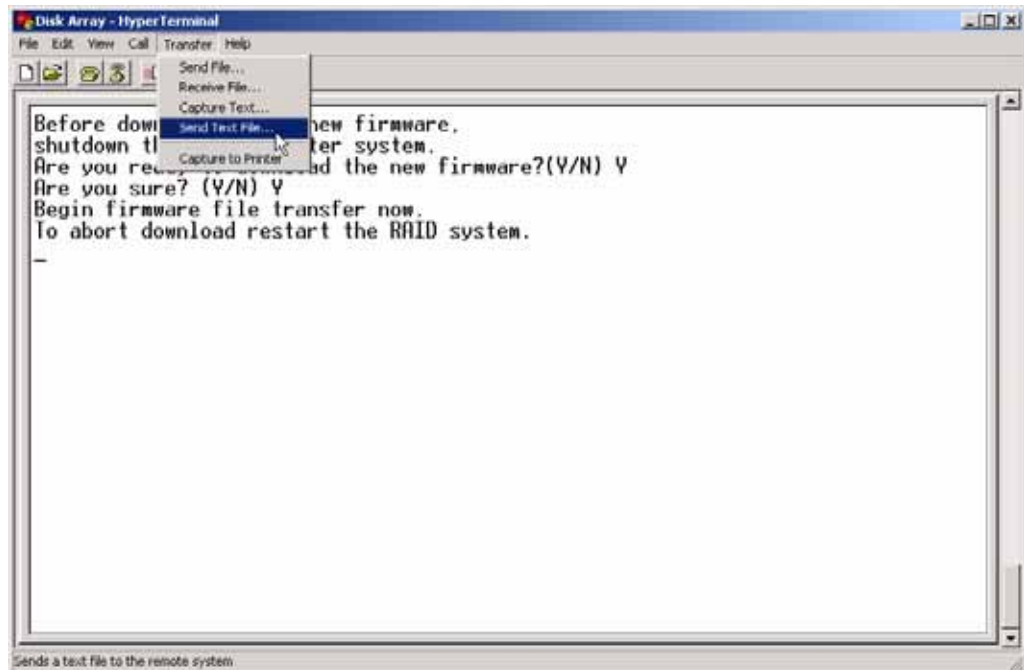 Disk Array - HyperTerminal
File Edit View Call Transfer Help
Send File...
Receive File...
Capture Text...
Send Text File...
Capture to Printer
Before dow new firmware,
shutdown t ter system.
Are you re ad the new firmware?(Y/N) Y
Are you sure? (Y/N) Y
Begin firmware file transfer now.
To abort download restart the RAID system.
Sends a text file to the remote system